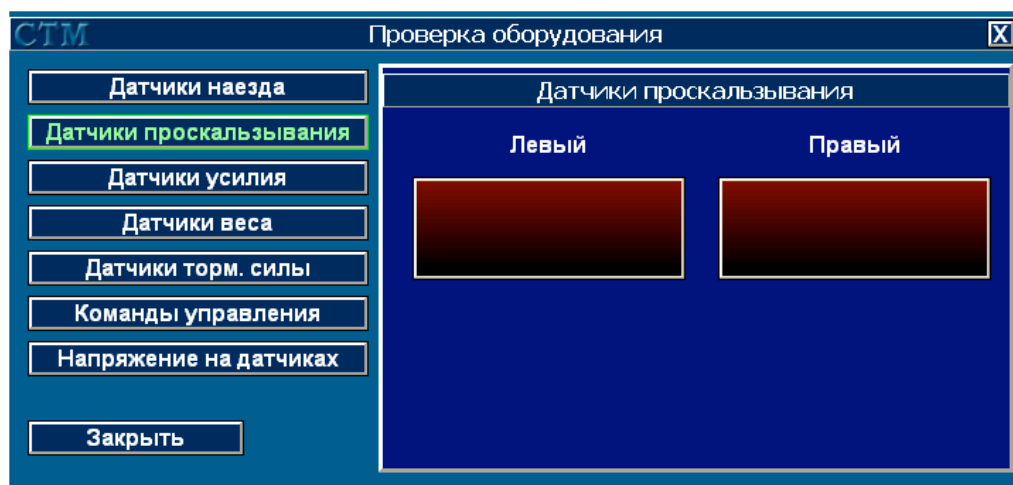 СТМ
Проверка оборудования
X
Датчики наезда
Датчики проскальзывания
Датчики усилия
Датчики веса
Датчики торм. силы
Команды управления
Напряжение на датчиках
Закрыть
Датчики проскальзывания
Левый
Правый